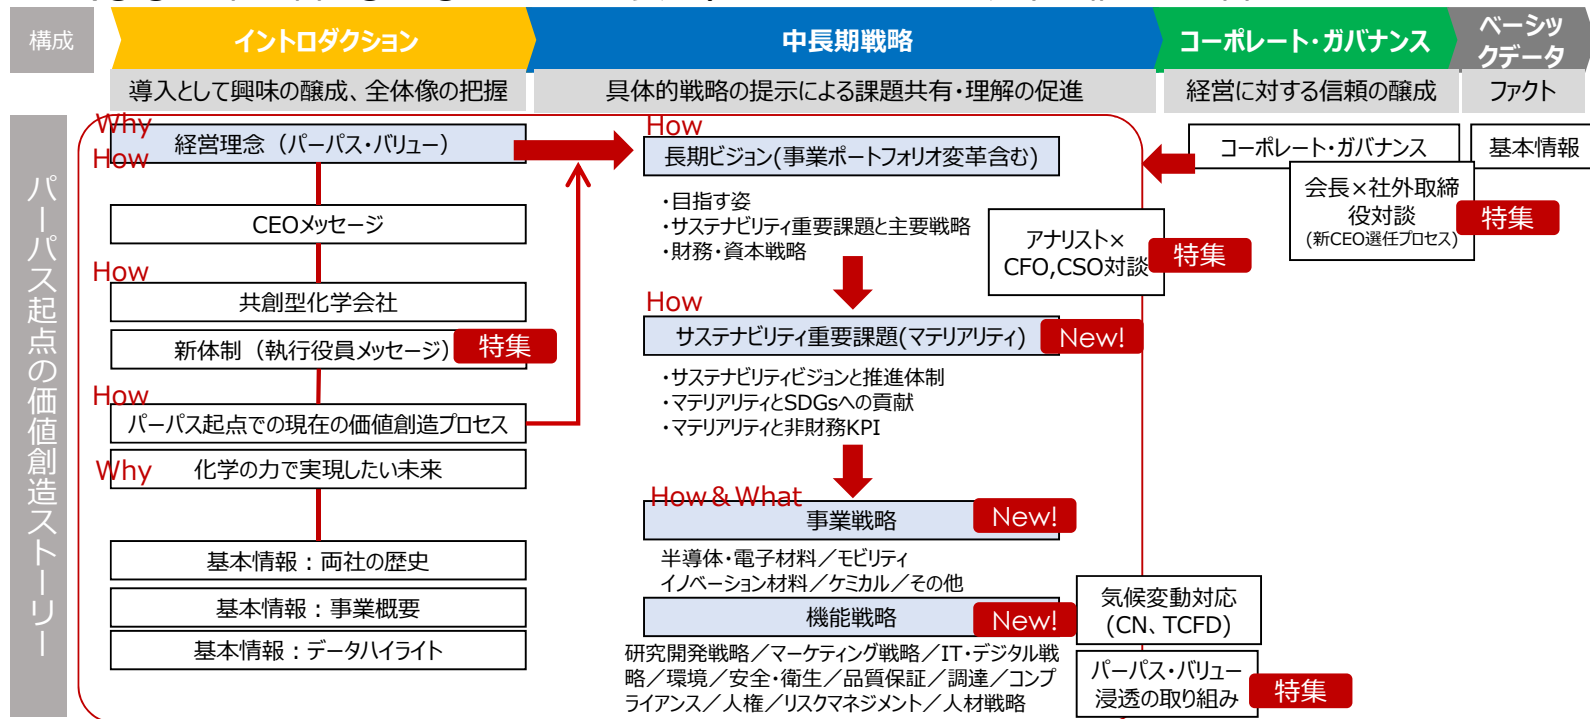 構成
イントロダクション
中長期戦略
コーポレート・ガバナンス
ベーシッ
クデータ
導入として興味の醸成、全体像の把握
具体的戦略の提示による課題共有・理解の促進
経営に対する信頼の醸成
ファクト
パーパス起点の価値創造ストーリー
Why
How
経営理念（パーパス・バリュー）
CEOメッセージ
How
共創型化学会社
新体制（執行役員メッセージ）
特集
How
パーパス起点での現在の価値創造プロセス
Why
化学の力で実現したい未来
基本情報：両社の歴史
基本情報：事業概要
基本情報：データハイライト
How
長期ビジョン(事業ポートフォリオ変革含む)
・目指す姿
・サステナビリティ重要課題と主要戦略
・財務・資本戦略
アナリスト×
CFO,CSO対談
特集
How
サステナビリティ重要課題(マテリアリティ)
New!
・サステナビリティビジョンと推進体制
・マテリアリティとSDGsへの貢献
・マテリアリティと非財務KPI
How＆What
事業戦略
New!
半導体・電子材料／モビリティ
イノベーション材料／ケミカル／その他
機能戦略
New!
研究開発戦略／マーケティング戦略／IT・デジタル戦
略／環境／安全・衛生／品質保証／調達／コンプ
ライアンス／人権／リスクマネジメント／人材戦略
気候変動対応
(CN、TCFD)
パーパス・バリュー
浸透の取り組み
特集
コーポレート・ガバナンス
会長×社外取締
役対談
(新CEO選任プロセス)
特集
基本情報